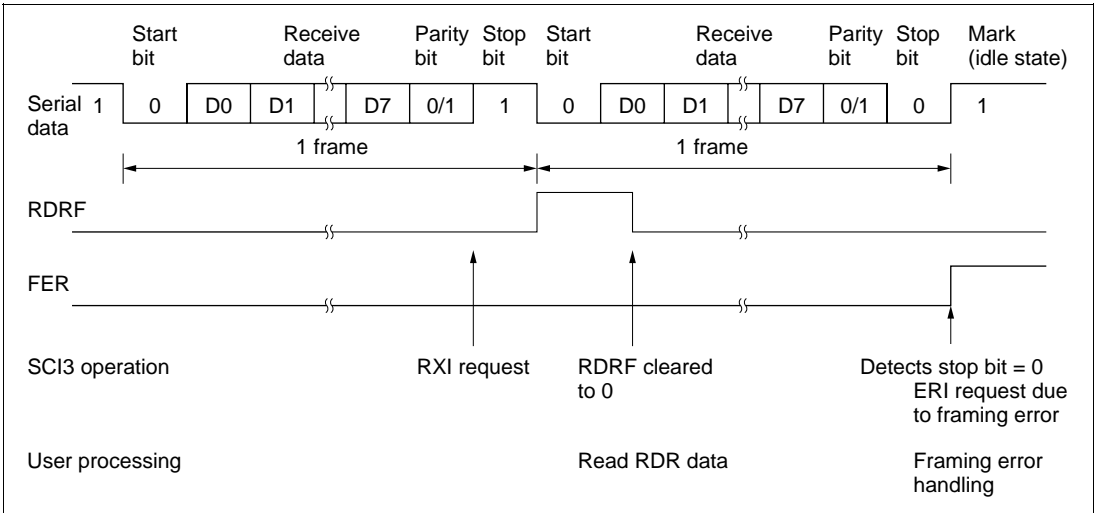 Start bit Receive data Parity bit Stop bit Start bit Receive data Parity bit Stop bit Mark (idle state)
Serial data 1 0 D0 D1 D7 0/1 1 0 D0 D1 D7 0/1 0 1
1 frame 1 frame
RDRF
FER
SCI3 operation RXI request RDRF cleared to 0 Detects stop bit = 0 ERI request due to framing error
User processing Read RDR data Framing error handling